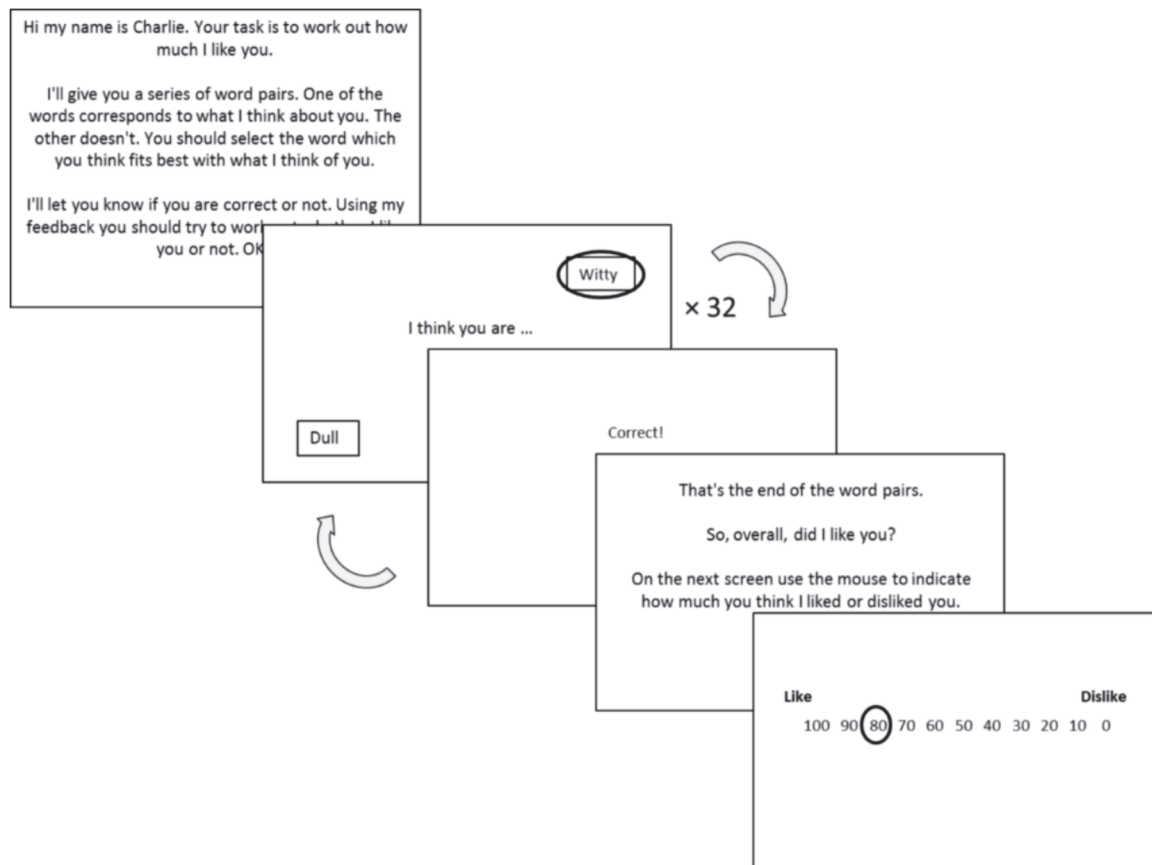 Hi my name is Charlie. Your task is to work out how
much I like you.
I'll give you a series of word pairs. One of the
words corresponds to what I think about you. The
other doesn't. You should select the word which
you think fits best with what I think of you.
I'll let you know if you are correct or not. Using my
feedback you should try to
you or not. OK
Witty
I think you are ...
Dull
× 32
Correct!
That's the end of the word pairs.
So, overall, did I like you?
On the next screen use the mouse to indicate
how much you think I liked or disliked you.
Like Dislike
100 90 80 70 60 50 40 30 20 10 0